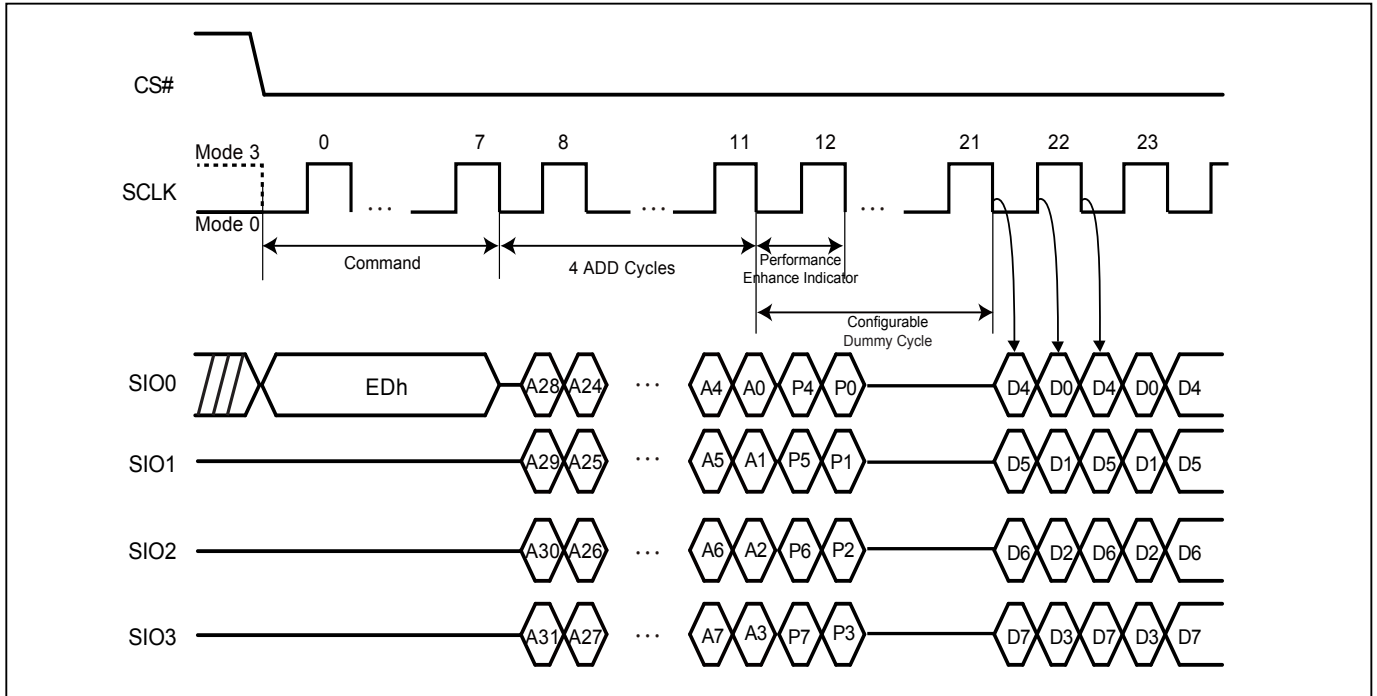 CS#
0 7 8 11 12 21 22 23
Mode 3
SCLK
... ... ...
Mode 0
Command
4 ADD Cycles
Performance
Enhance Indicator
Configurable
Dummy Cycle
SIO0 EDh A28 A24 ... A4 A0 P4 P0 D4 D0 D4 D0 D4
SIO1 A29 A25 ... A5 A1 P5 P1 D5 D1 D5 D1 D5
SIO2 A30 A26 ... A6 A2 P6 P2 D6 D2 D6 D2 D6
SIO3 A31 A27 ... A7 A3 P7 P3 D7 D3 D7 D3 D7